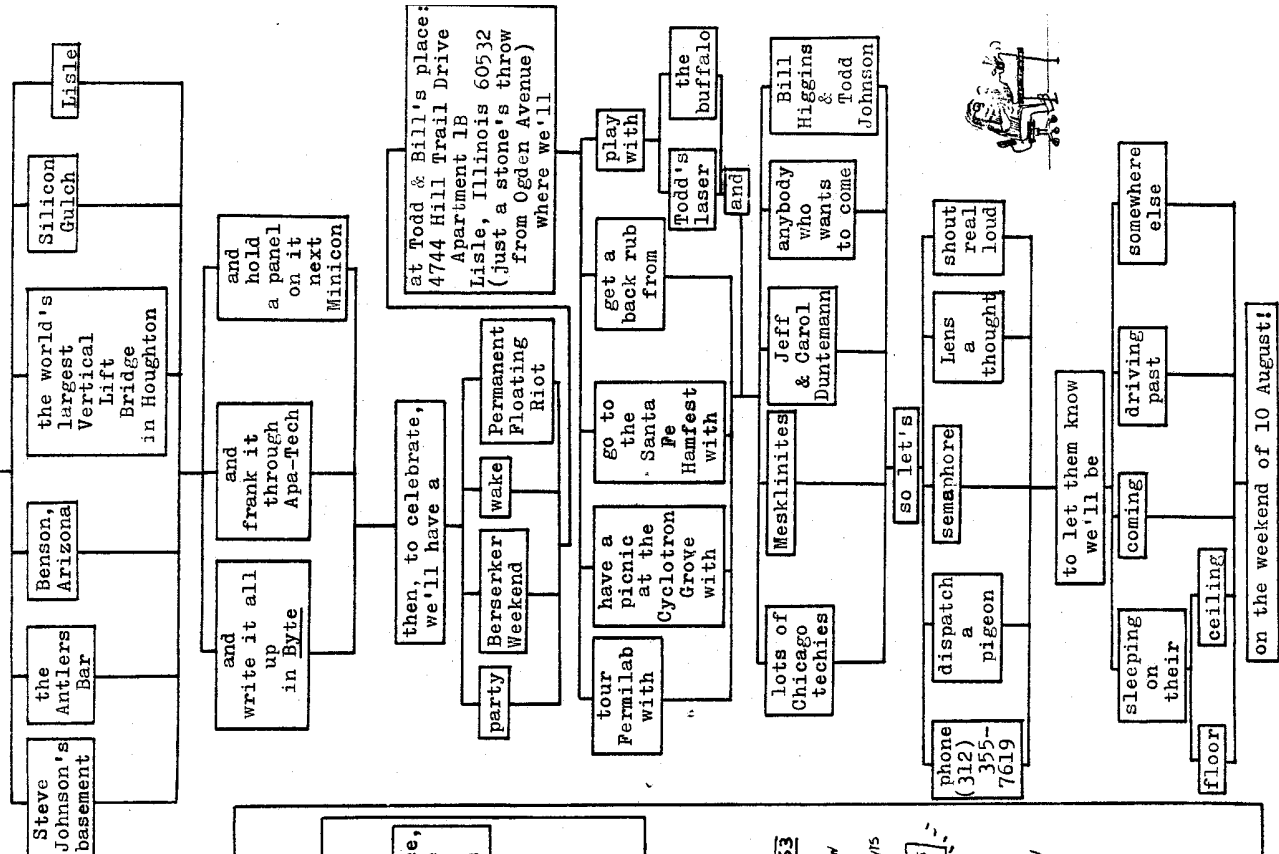 Steve
Johnson's
basement
the
Antlers
Bar
Benson,
Arizona
the world's
largest
Vertical
Lift
Bridge
in Houghton
Silicon
Gulch
Lisle
and
write it all
up
in Byte
and
frank it
through
Apa-Tech
and
hold
a panel
on it
next
Minicon
then, to celebrate,
we'll have a
party
Berserker
Weekend
wake
Permanent
Floating
Riot
at Todd & Bill's place:
4744 Hill Trail Drive
Apartment 1B
Lisle, Illinois 60532
(just a stone's throw
from Ogden Avenue)
where we'll
tour
Fermilab
with
have a
picnic
at the
Cyclotron
Grove
with
go to
the
Santa
Fe
Hamfest
with
get a
back rub
from
play
with
Todd's
laser
the
buffalo
and
lots of
Chicago
techies
Mesklinites
Jeff
& Carol
Duntemann
anybody
who
wants
to come
Bill
Higgins
&
Todd
Johnson
so let's
phone
(312)
355-
7619
dispatch
a
pigeon
semaphore
Lens
a
thought
shout
real
loud
to let them know
we'll be
sleeping
on
their
floor
ceiling
coming
driving
past
somewhere
else
on the weekend of 10 August!